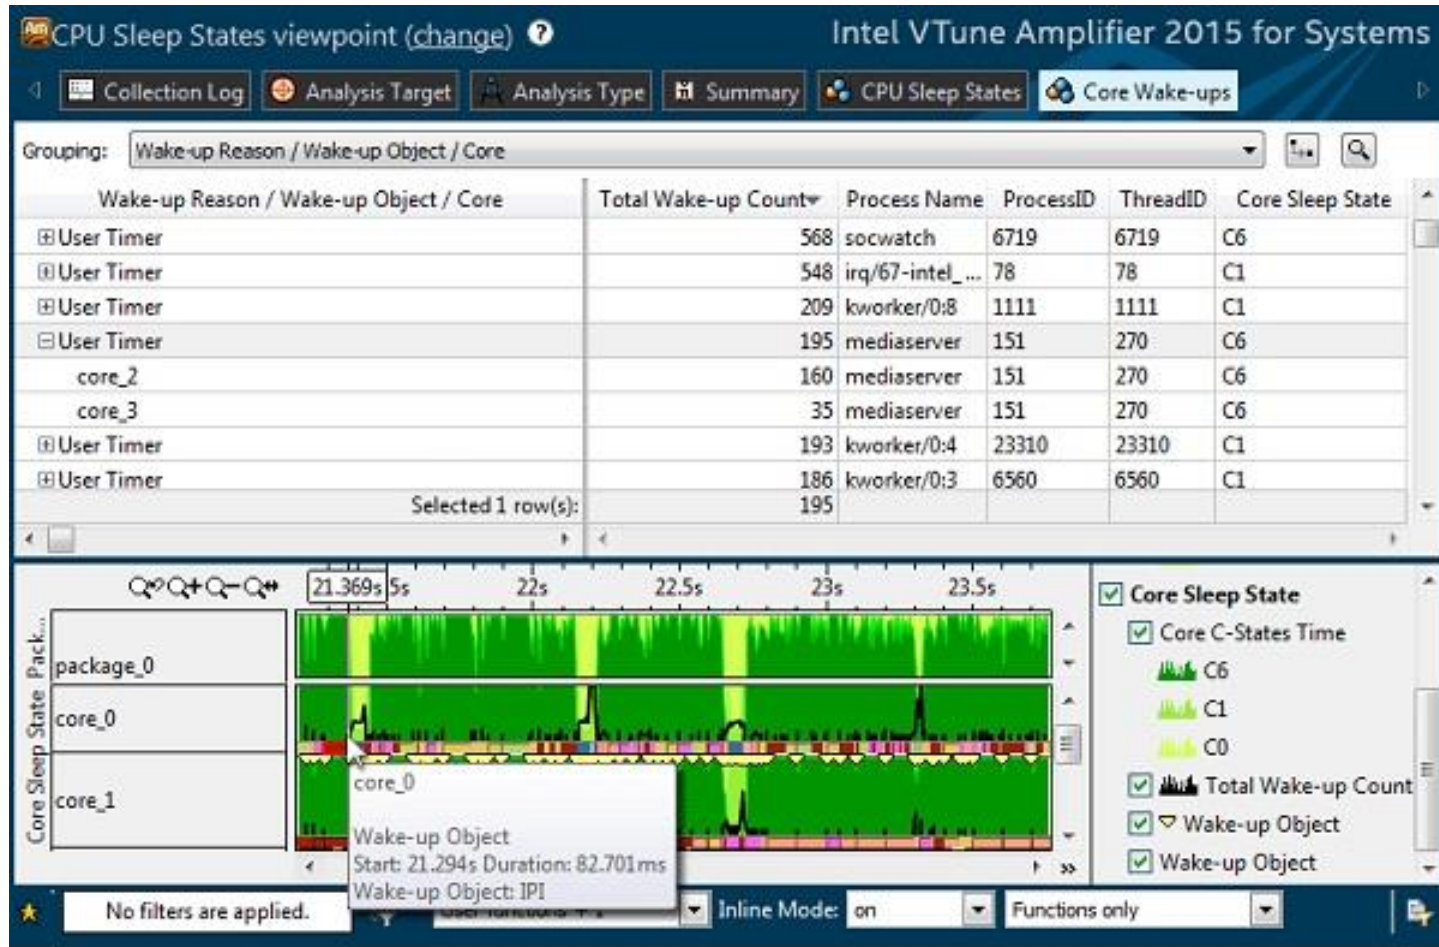 CPU Sleep States viewpoint (change) ? Intel VTune Amplifier 2015 for Systems
Collection Log Analysis Target Analysis Type Summary CPU Sleep States Core Wake-ups
Grouping: Wake-up Reason / Wake-up Object / Core
Wake-up Reason / Wake-up Object / Core Total Wake-up Count Process Name ProcessID ThreadID Core Sleep State
User Timer 568 socwatch 6719 6719 C6
User Timer 548 irq/67-intel_... 78 78 C1
User Timer 209 kworker/0:8 1111 1111 C1
User Timer 195 mediaserver 151 270 C6
core_2 160 mediaserver 151 270 C6
core_3 35 mediaserver 151 270 C6
User Timer 193 kworker/0:4 23310 23310 C1
User Timer 186 kworker/0:3 6560 6560 C1
Selected 1 row(s): 195
21.369s 5s 22s 22.5s 23s 23.5s
Core Sleep State Pack...
package_0
core_0
core_1
core_0
Wake-up Object
Start: 21.294s Duration: 82.701ms
Wake-up Object: IPI
Core Sleep State
Core C-States Time
C6
C1
C0
Total Wake-up Count
Wake-up Object
Wake-up Object
No filters are applied. Inline Mode: on Functions only